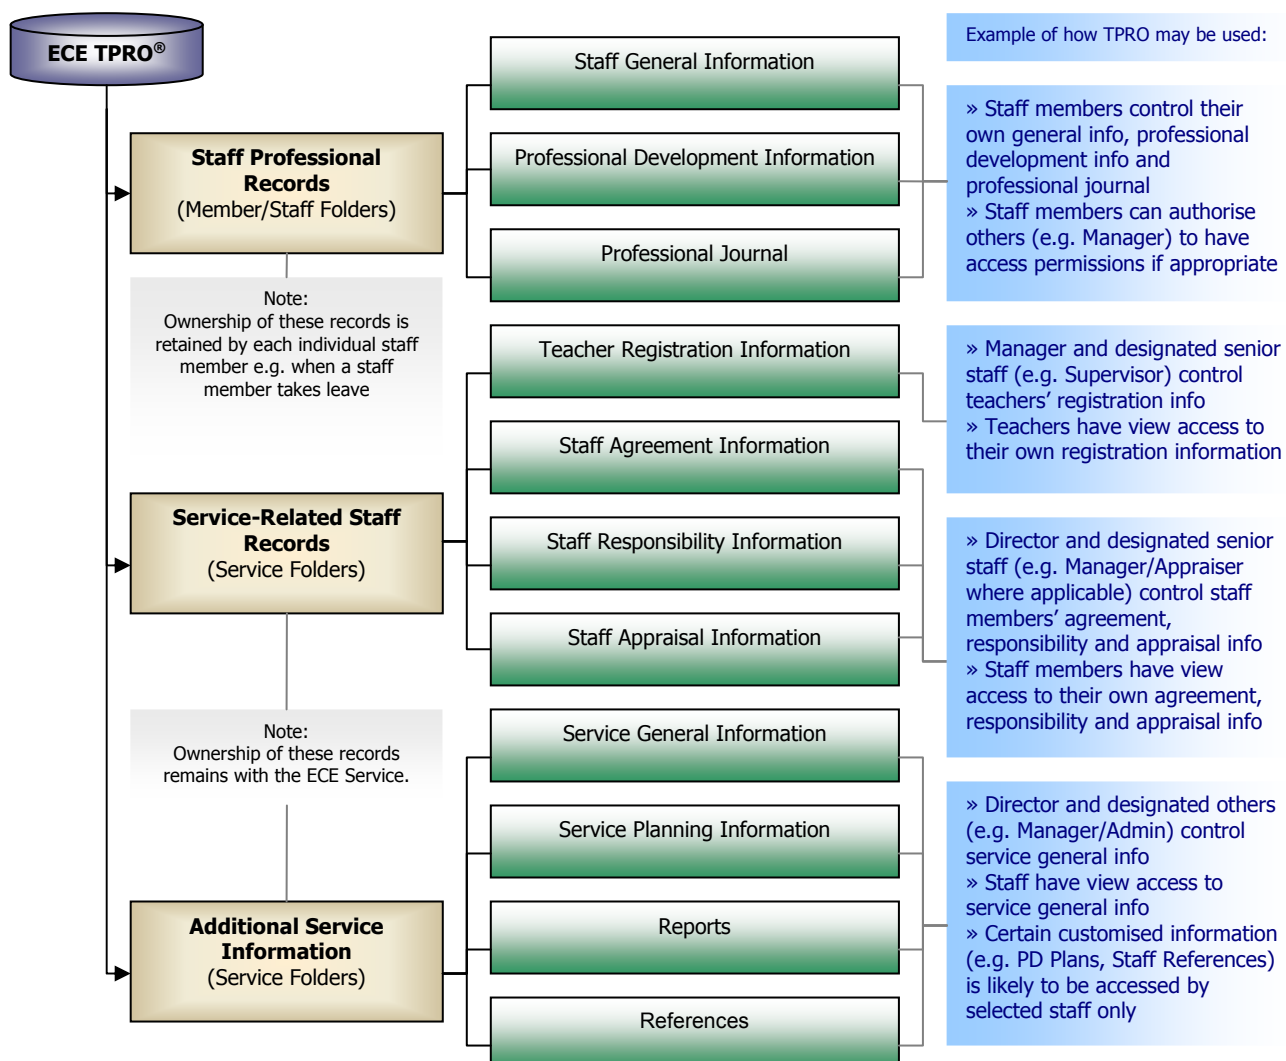 ECE TPRO®
Staff Professional
Records
(Member/Staff Folders)
Note:
Ownership of these records is
retained by each individual staff
member e.g. when a staff
member takes leave
Service-Related Staff
Records
(Service Folders)
Note:
Ownership of these records
remains with the ECE Service.
Additional Service
Information
(Service Folders)
Staff General Information
Professional Development Information
Professional Journal
Teacher Registration Information
Staff Agreement Information
Staff Responsibility Information
Staff Appraisal Information
Service General Information
Service Planning Information
Reports
References
Example of how TPRO may be used:
» Staff members control their
own general info, professional
development info and
professional journal
» Staff members can authorise
others (e.g. Manager) to have
access permissions if appropriate
» Manager and designated senior
staff (e.g. Supervisor) control
teachers’ registration info
» Teachers have view access to
their own registration information
» Director and designated senior
staff (e.g. Manager/Appraiser
where applicable) control staff
members’ agreement,
responsibility and appraisal info
» Staff members have view
access to their own agreement,
responsibility and appraisal info
» Director and designated others
(e.g. Manager/Admin) control
service general info
» Staff have view access to
service general info
» Certain customised information
(e.g. PD Plans, Staff References)
is likely to be accessed by
selected staff only